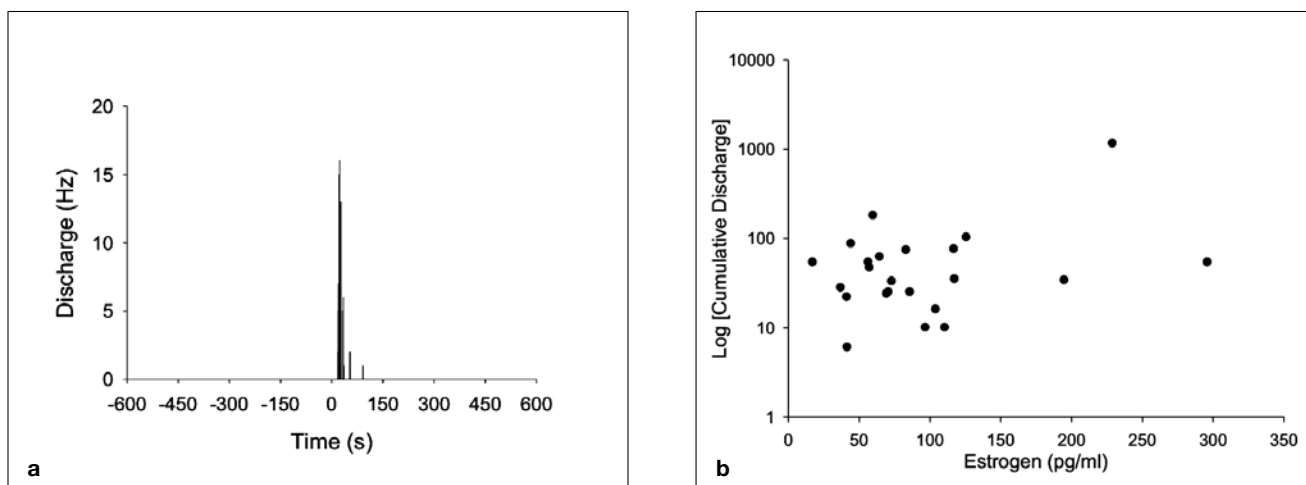 20
15
10
5
0
Discharge (Hz)
-600 -450 -300 -150 0 150 300 450 600
Time (s)
a
10000
1000
100
10
1
Log [Cumulative Discharge]
0 50 100 150 200 250 300 350
Estrogen (pg/ml)
b